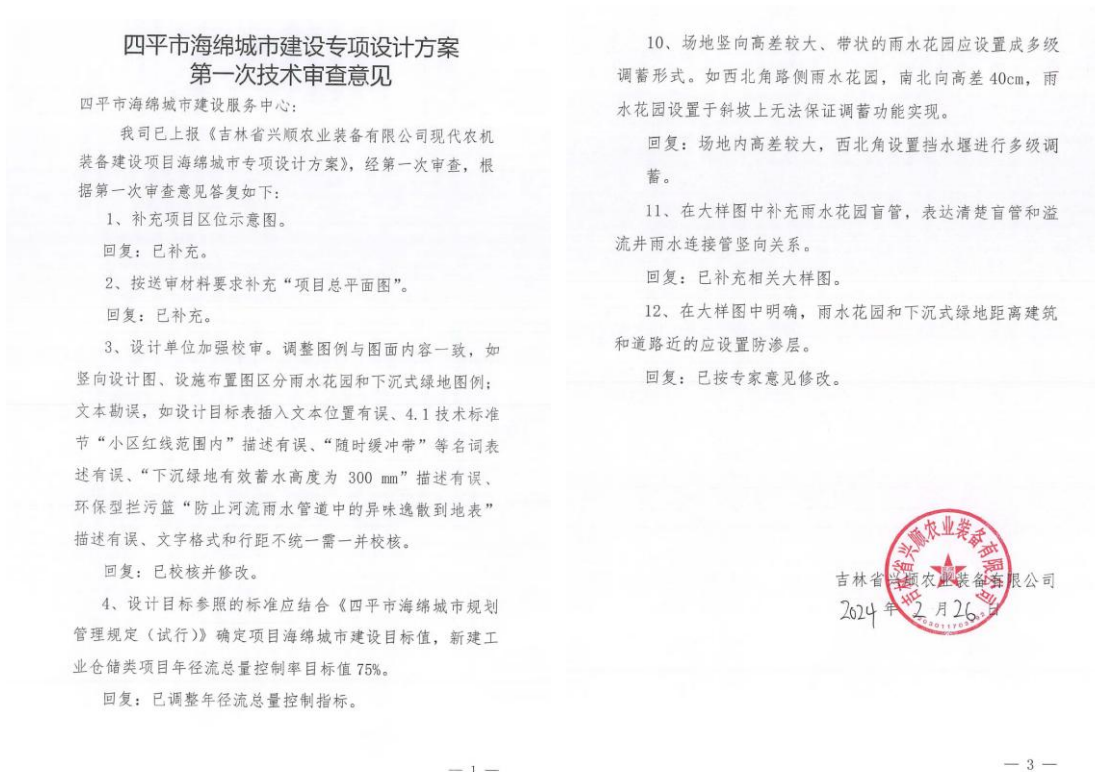 四平市海绵城市建设专项设计方案
第一次技术审查意见
四平市海绵城市建设服务中心:
我司已上报《吉林省兴顺农业装备有限公司现代农机
装备建设项目海绵城市专项设计方案》，经第一次审查，根
据第一次审查意见答复如下:
1、补充项目区位示意图。
回复: 已补充。
2、按送审材料要求补充“项目总平面图”。
回复: 已补充。
3、设计单位加强校审。调整图例与图面内容一致，如
竖向设计图、设施布置图区分雨水花园和下沉式绿地图例;
文本勘误，如设计目标表插入文本位置有误、4.1 技术标准
节“小区红线范围内”描述有误、“随时缓冲带”等名词表
述有误、“下沉绿地有效蓄水高度为 300 mm”描述有误、
环保型拦污篮“防止河流雨水管道中的异味逸散到地表”
描述有误、文字格式和行距不统一需一并校核。
回复: 已校核并修改。
4、设计目标参照的标准应结合《四平市海绵城市规划
管理规定（试行）》确定项目海绵城市建设目标值，新建工
业仓储类项目年径流总量控制率目标值 75%。
回复: 已调整年径流总量控制指标。
— 1 —
10、场地竖向高差较大、带状的雨水花园应设置成多级
调蓄形式。如西北角路侧雨水花园，南北向高差 40cm，雨
水花园设置于斜坡上无法保证调蓄功能实现。
回复: 场地内高差较大，西北角设置挡水堰进行多级调
蓄。
11、在大样图中补充雨水花园盲管，表达清楚盲管和溢
流井雨水连接管竖向关系。
回复: 已补充相关大样图。
12、在大样图中明确，雨水花园和下沉式绿地距离建筑
和道路近的应设置防渗层。
回复: 已按专家意见修改。
吉林省兴顺农业装备有限公司
吉林省兴顺农业装备有限公司
2024 年 2 月 26 日
— 3 —